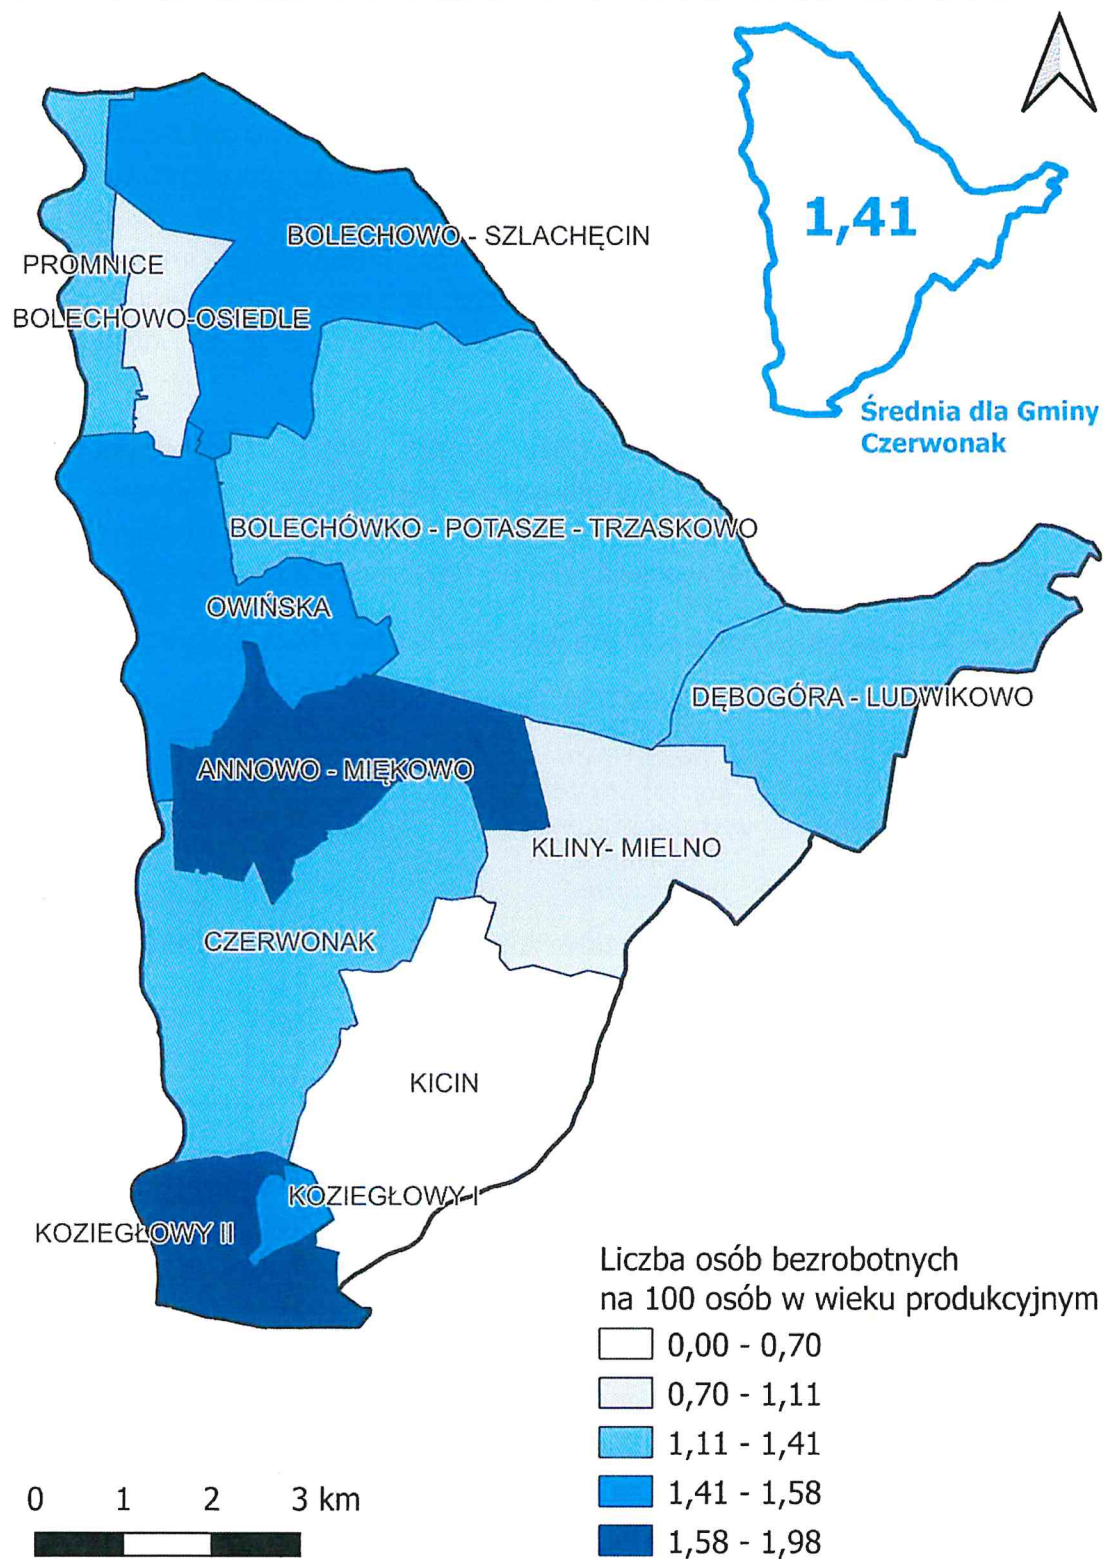 1,41
Średnia dla Gminy
Czerwonak
BOLECHOWO - SZLACHĘCIN
PROMNICE
BOLECHOWO-OSIEDLE
BOLECHÓWKO - POTASZE - TRZASKOWO
OWIŃSKA
DĘBOGÓRA - LUDWIKOWO
ANNOWO - MIĘKOWO
KLINY- MIELNO
CZERWONAK
KICIN
KOZIEGŁOWY I
KOZIEGŁOWY II
Liczba osób bezrobotnych
na 100 osób w wieku produkcyjnym
0,00 - 0,70
0,70 - 1,11
1,11 - 1,41
1,41 - 1,58
1,58 - 1,98
0 1 2 3 km